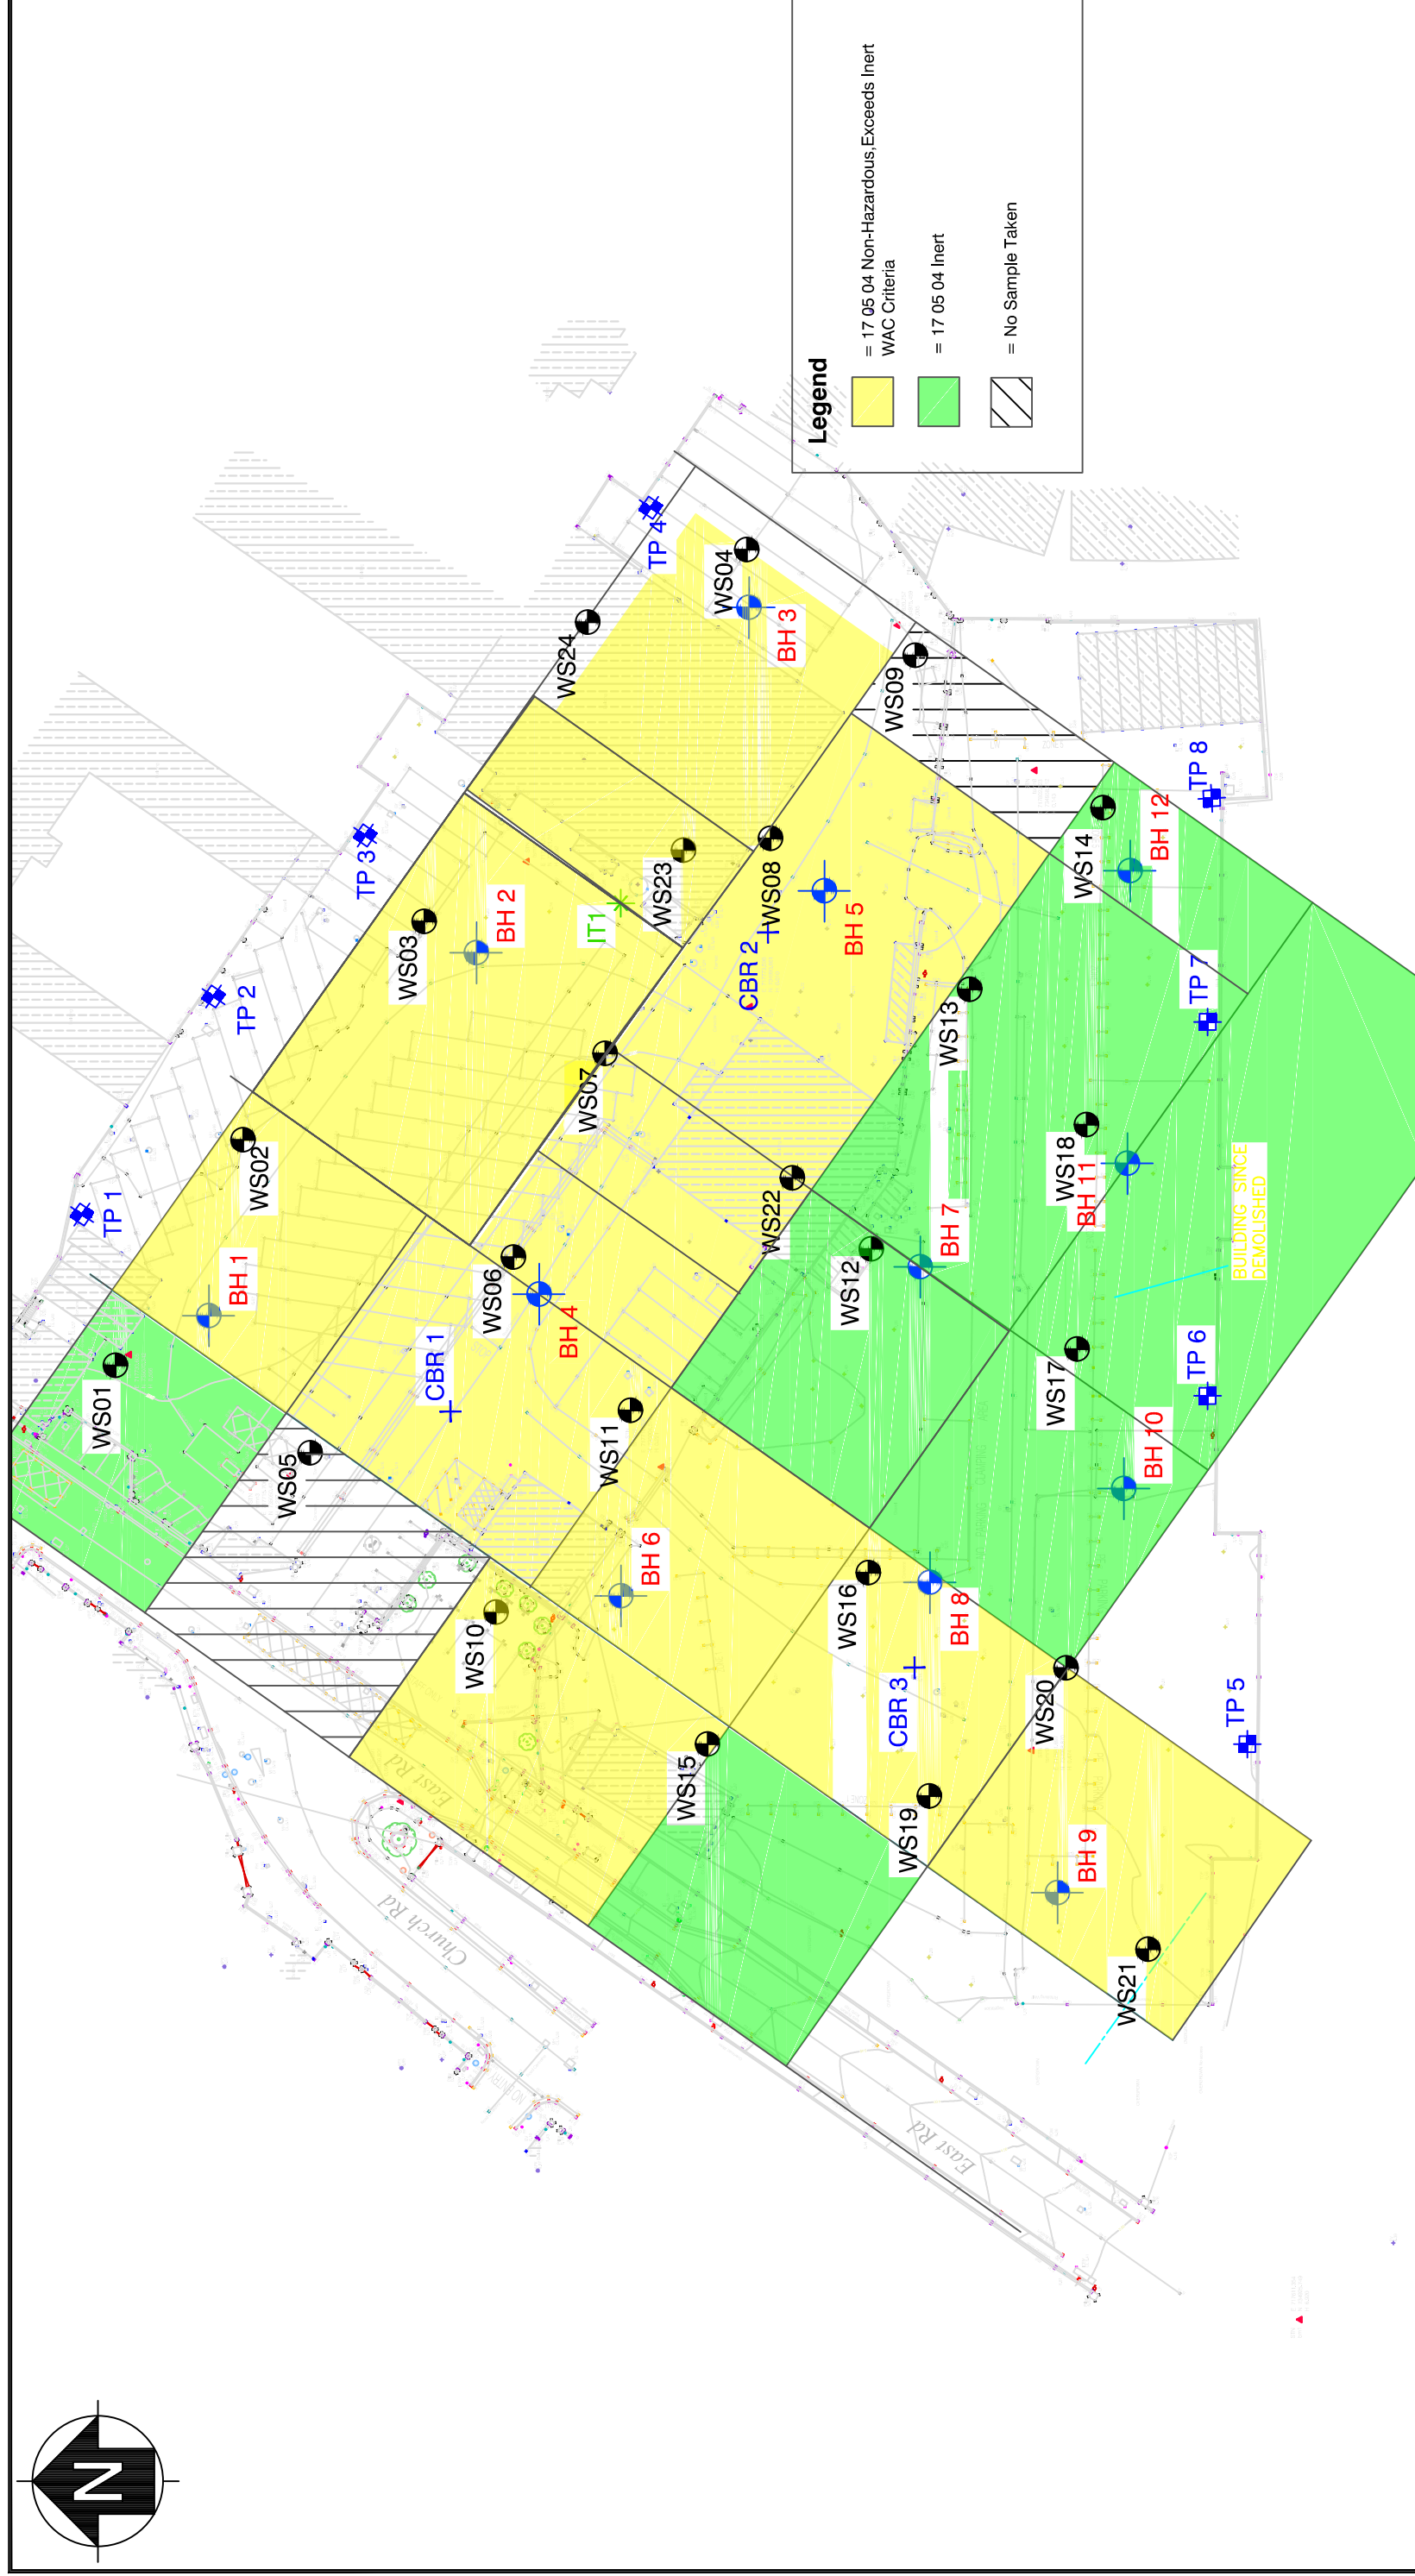 Legend
= 17 05 04 Non-Hazardous,Exceeds Inert
WAC Criteria
= 17 05 04 Inert
= No Sample Taken
N
TP 1
TP 2
TP 3
TP 4
TP 5
TP 6
TP 7
TP 8
WS01
WS02
WS03
WS04
WS05
WS06
WS07
WS08
WS09
WS10
WS11
WS12
WS13
WS14
WS15
WS16
WS17
WS18
WS19
WS20
WS21
WS22
WS23
WS24
BH 1
BH 2
BH 3
BH 4
BH 5
BH 6
BH 7
BH 8
BH 9
BH 10
BH 11
BH 12
CBR 1
CBR 2
CBR 3
IT1
BUILDING SINCE
DEMOLISHED
East Rd
Church Rd
East Rd